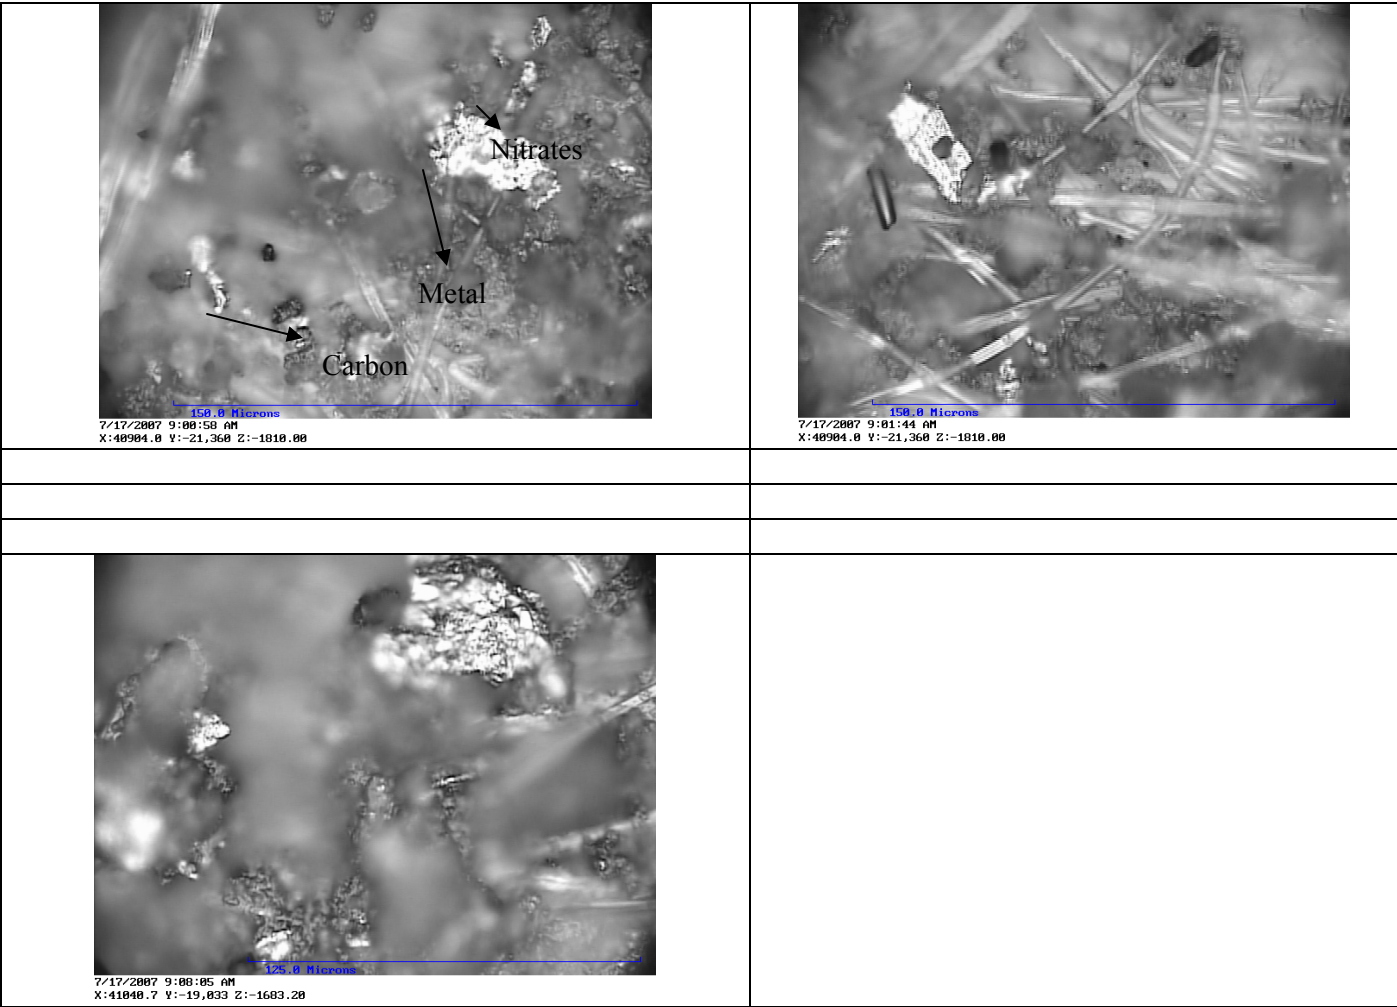 Nitrates
Metal
Carbon
150.0 Microns
7/17/2007 9:00:58 AM
X:40904.0 Y:-21,360 Z:-1810.00
150.0 Microns
7/17/2007 9:01:44 AM
X:40904.0 Y:-21,360 Z:-1810.00
125.0 Microns
7/17/2007 9:08:05 AM
X:41040.7 Y:-19,033 Z:-1683.20